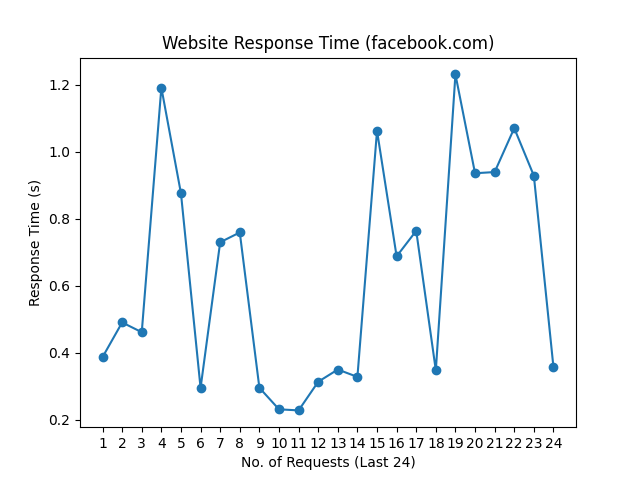 Website Response Time (facebook.com)
Response Time (s)
1.2
1.0
0.8
0.6
0.4
0.2
1 2 3 4 5 6 7 8 9 10 11 12 13 14 15 16 17 18 19 20 21 22 23 24
No. of Requests (Last 24)